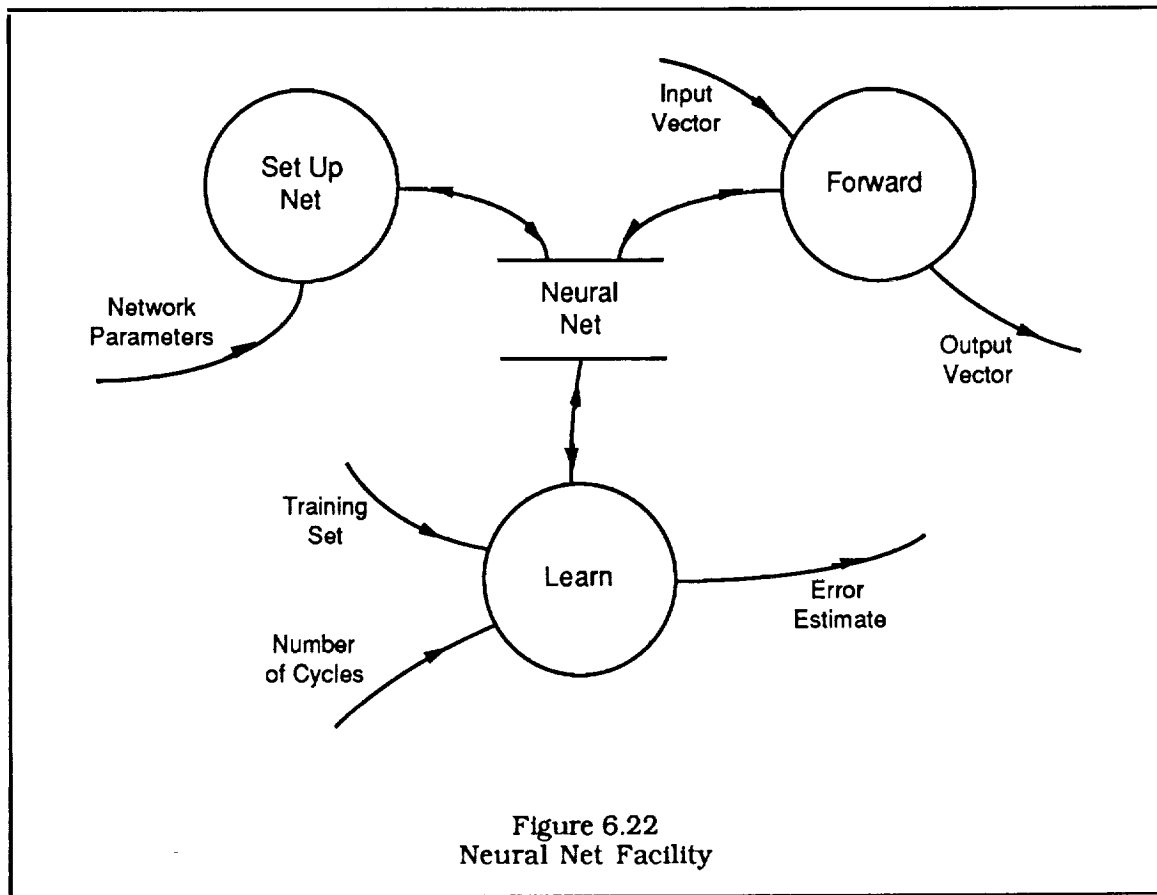 Input
Vector
Set Up
Net
Forward
Neural
Net
Network
Parameters
Output
Vector
Training
Set
Learn
Error
Estimate
Number
of Cycles
Figure 6.22
Neural Net Facility